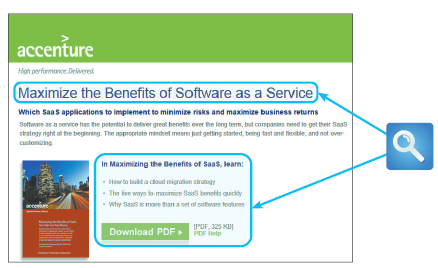 accenture
High performance. Delivered.
Maximize the Benefits of Software as a Service
Which SaaS applications to implement to minimize risks and maximize business returns
Software as a service has the potential to deliver great benefits over the long term, but companies need to get their SaaS
strategy right at the beginning. The appropriate mindset means just getting started, being fast and flexible, and not over-
customizing.
In Maximizing the Benefits of SaaS, learn:
• How to build a cloud migration strategy
• The five ways to maximize SaaS benefits quickly
• Why SaaS is more than a set of software features
Download PDF
[PDF, 325 KB]
PDF Help
accenture